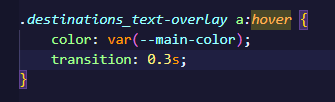 .destinations_text-overlay a:hover {
color: var(--main-color);
transition: 0.3s;
}